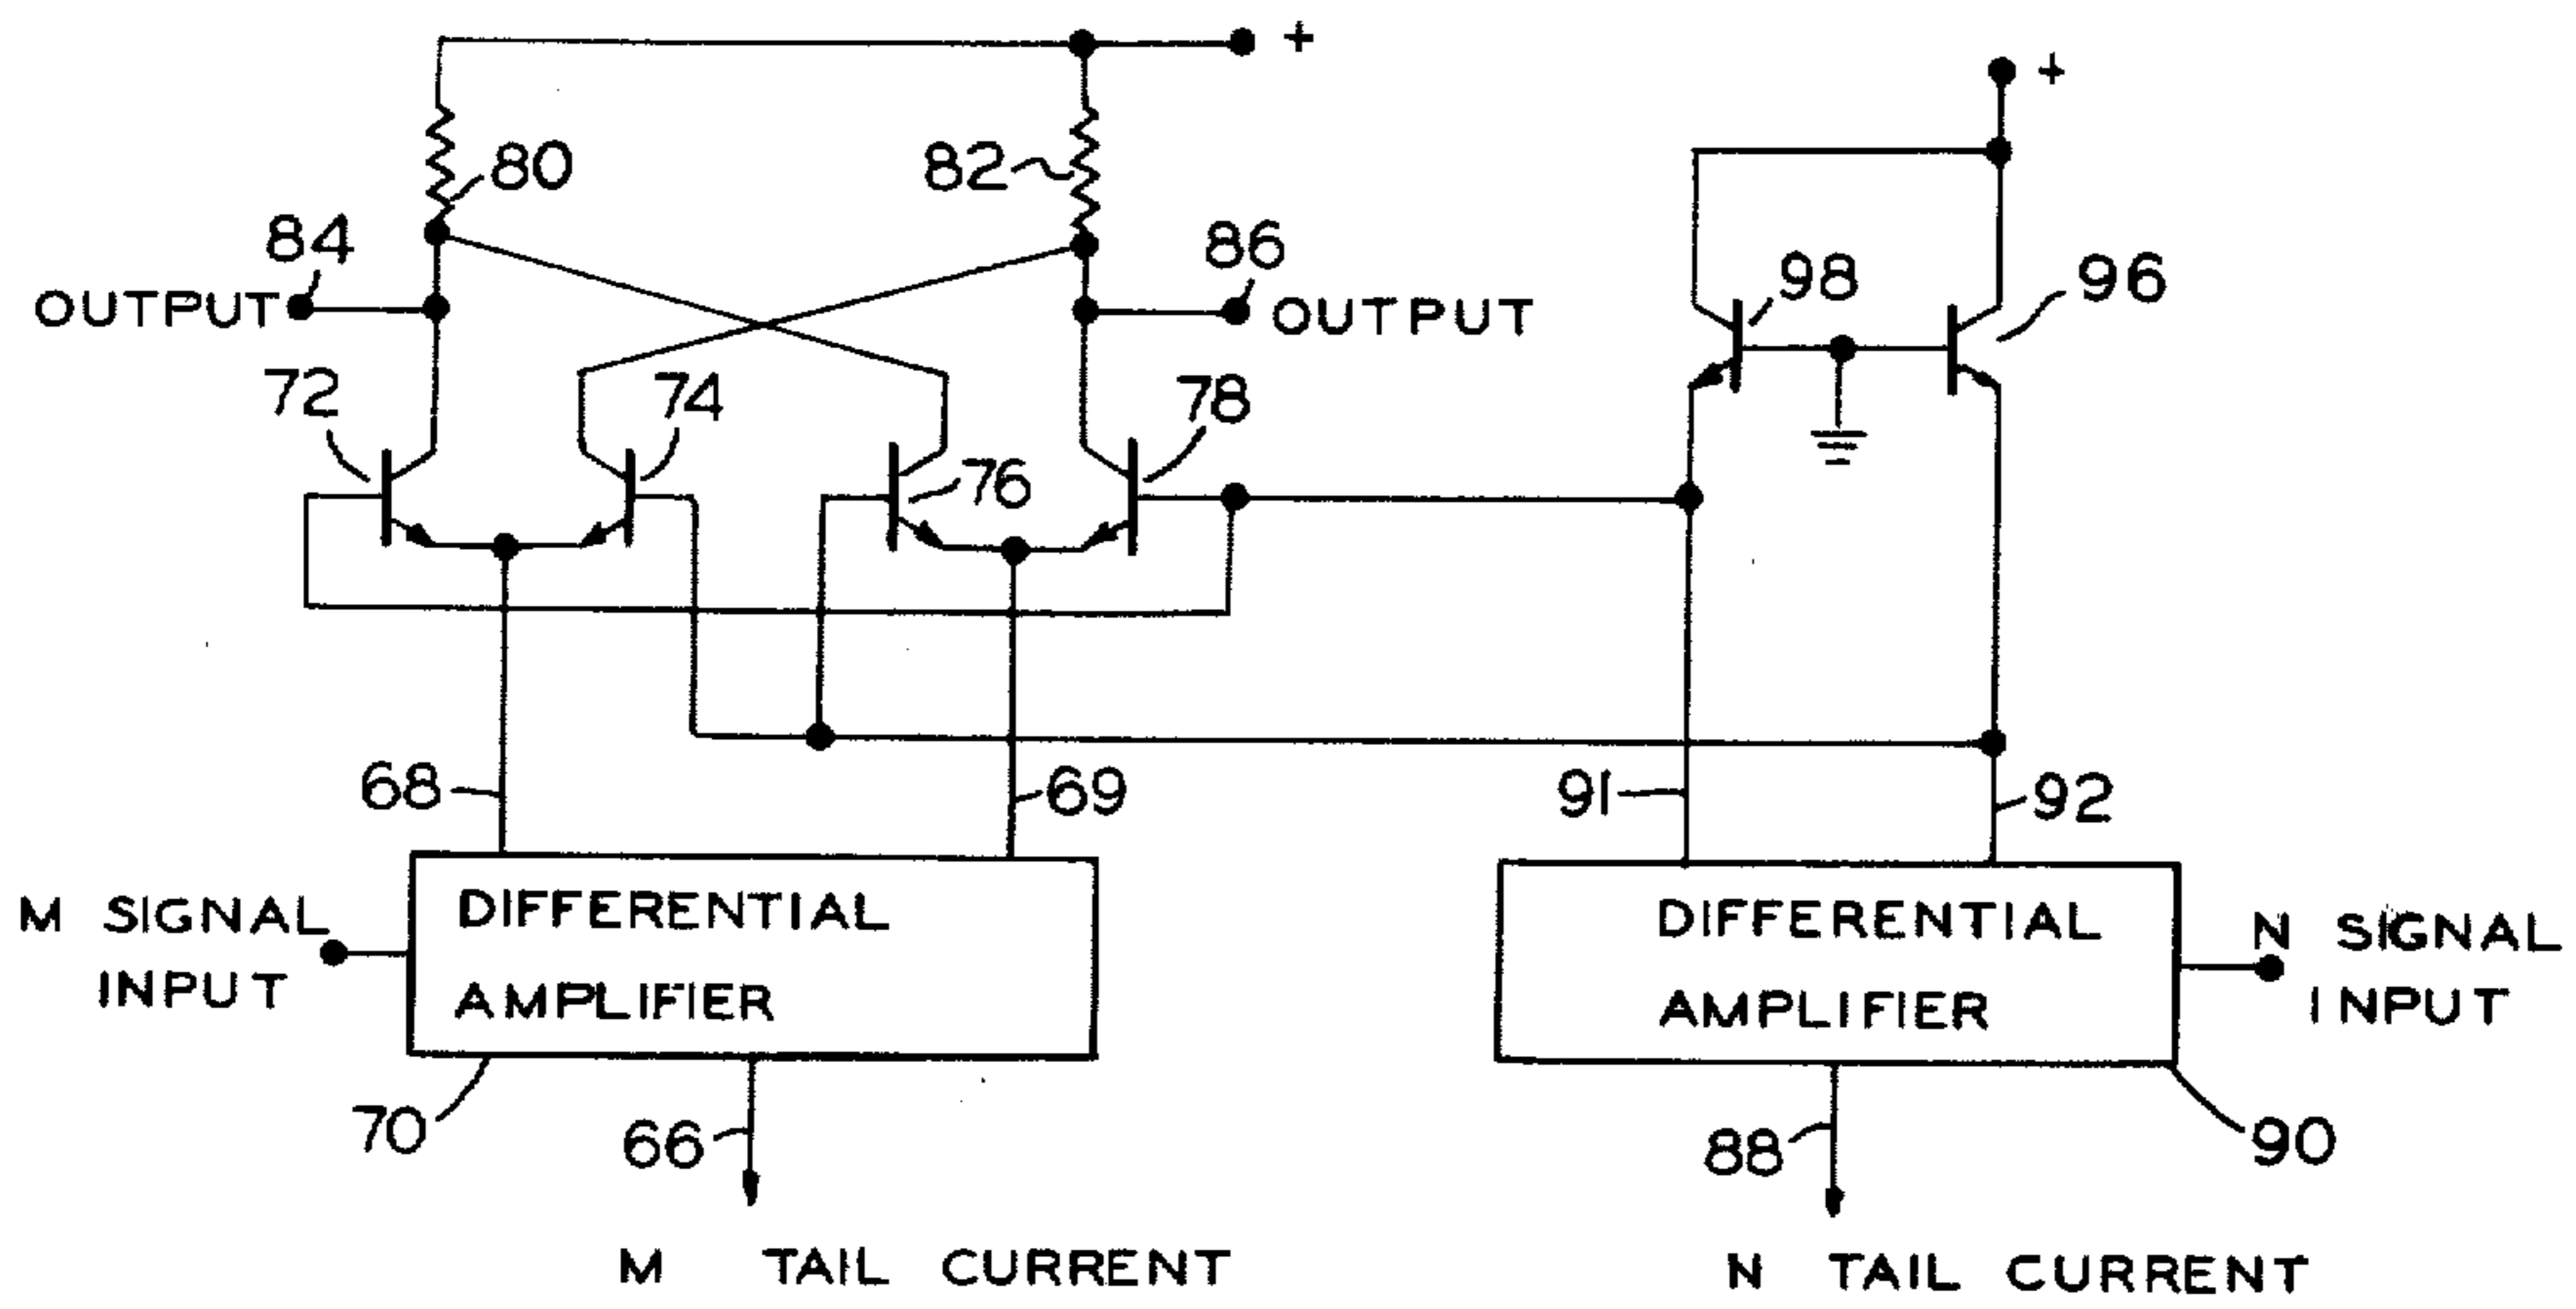 +
+
80
82
84
86
98
96
OUTPUT
OUTPUT
72
74
78
76
68
69
91
92
M SIGNAL
INPUT
DIFFERENTIAL
AMPLIFIER
DIFFERENTIAL
AMPLIFIER
N SIGNAL
INPUT
70
66
88
90
M TAIL CURRENT
N TAIL CURRENT